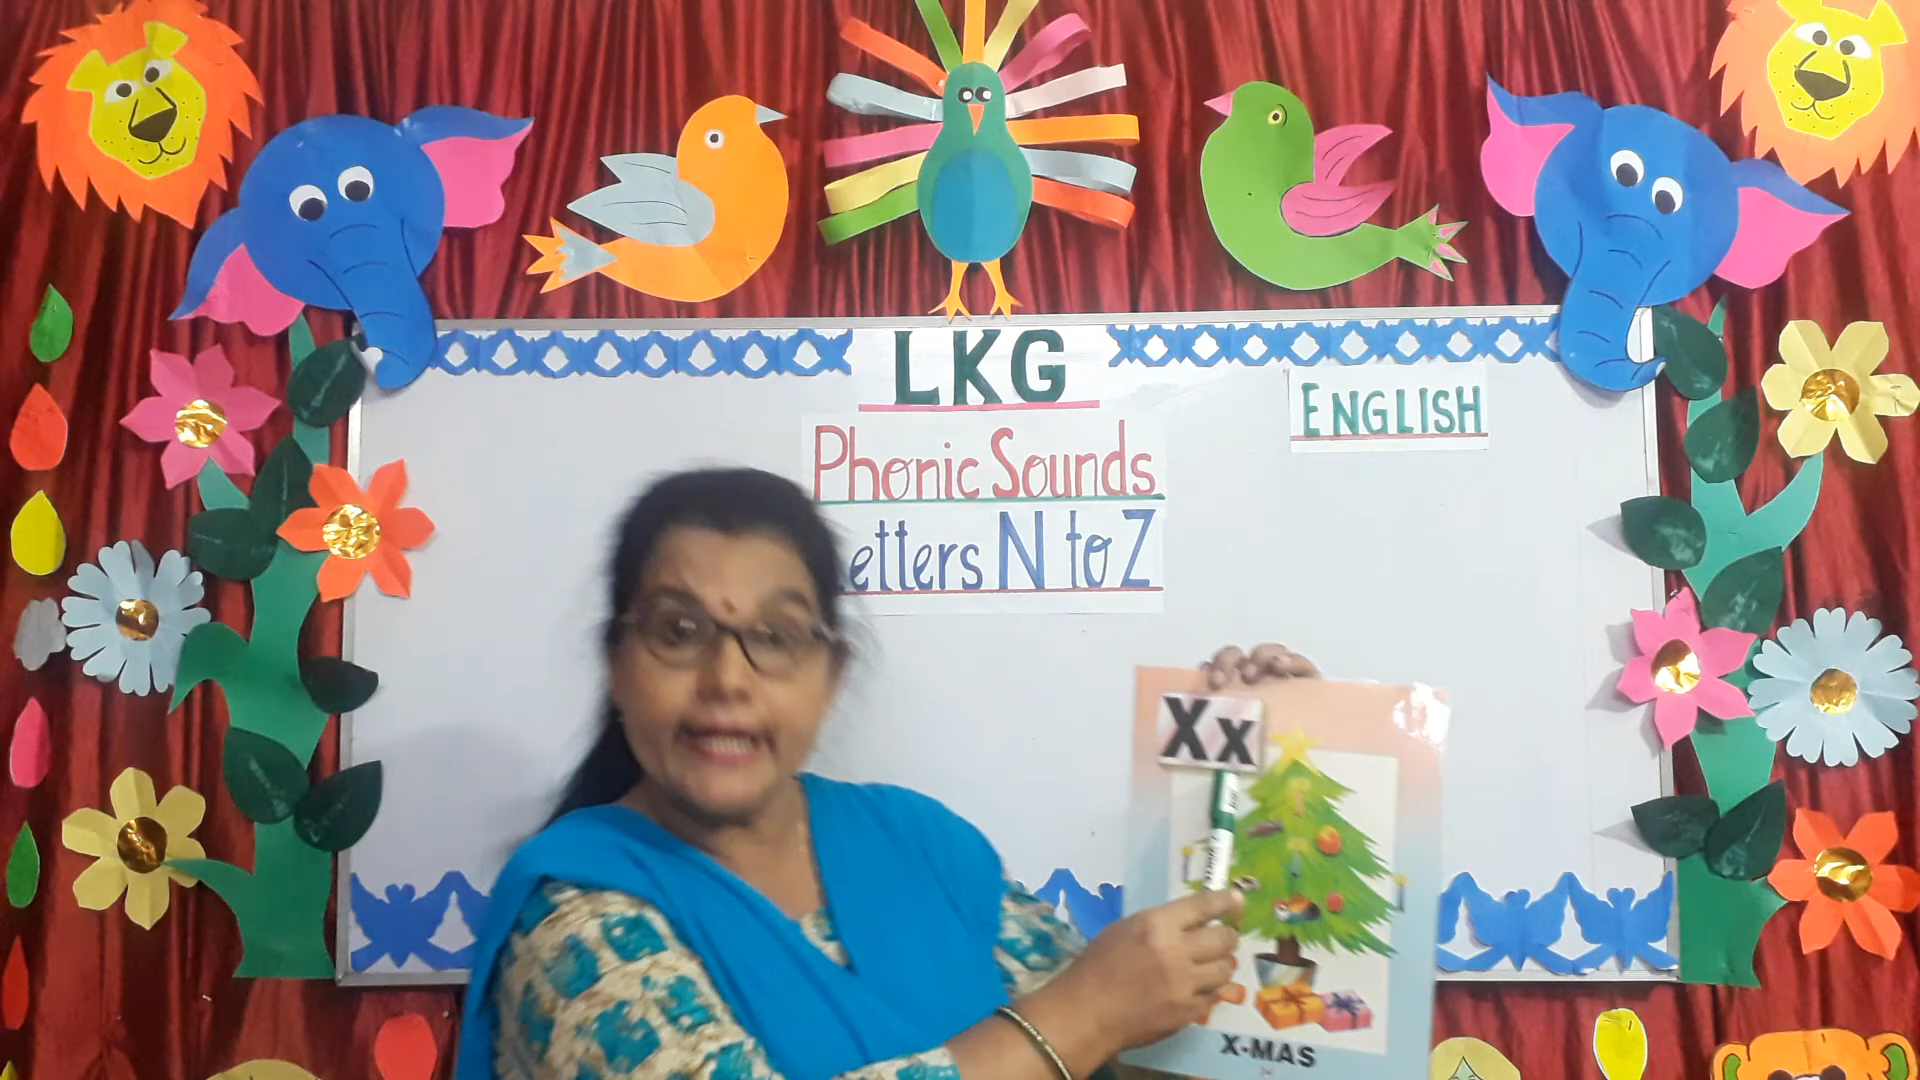 LKG
ENGLISH
Phonic Sounds
etters N to Z
Xx
X-MAS